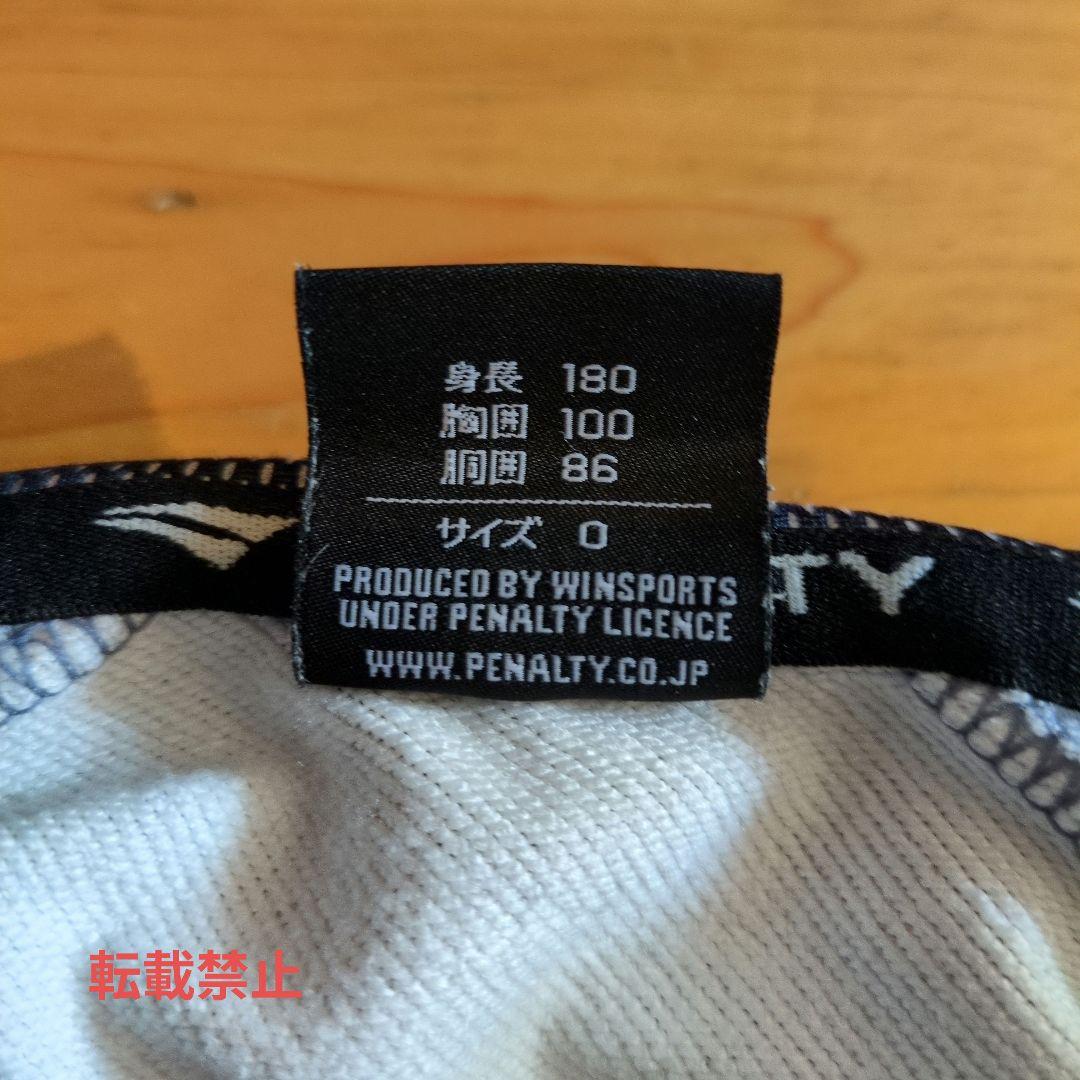 身長 180
胸囲 100
胴囲 86
サイズ O
PRODUCED BY WINSPORTS
UNDER PENALTY LICENCE
WWW.PENALTY.CO.JP
転載禁止